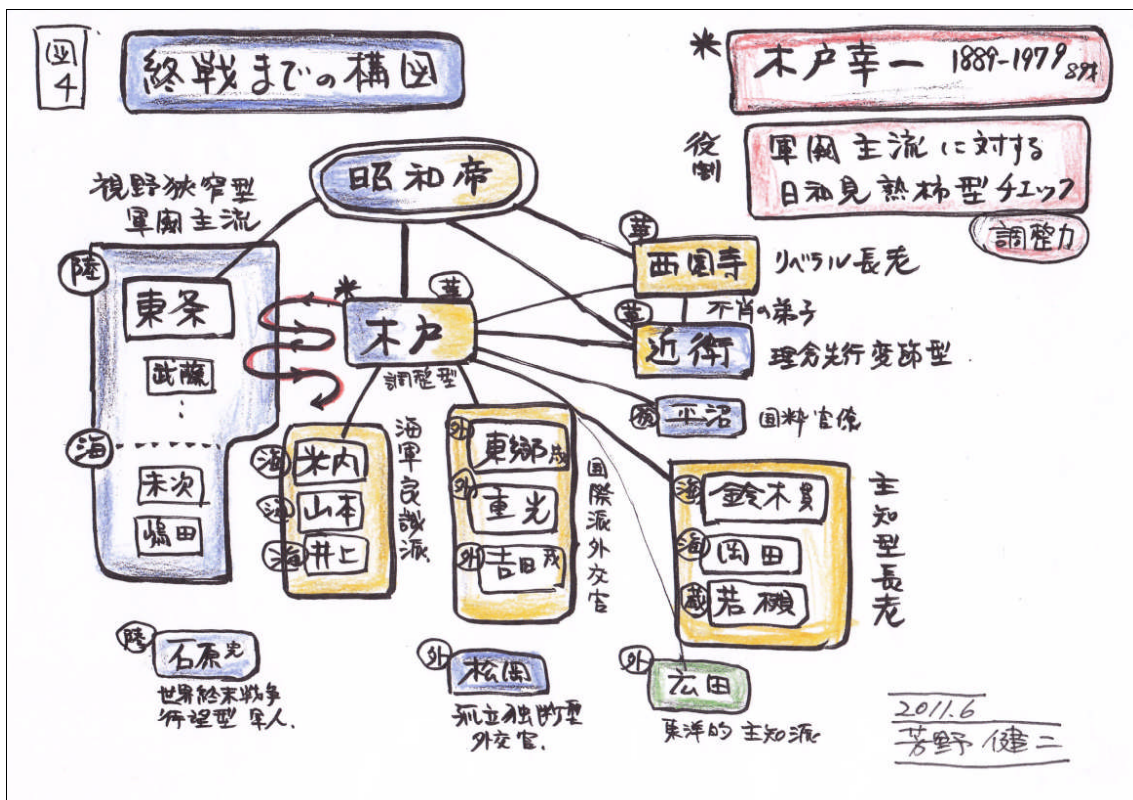 図4
終戦までの構図
* 木戸幸一 1889-1979 89才
役割
軍閥主流に対する
日和見熟柿型チェック
調整力
昭和帝
視野狭窄型
軍閥主流
陸
東条
武藤
⋮
海
末次
嶋田
*
華
木戸
調整型
華
西園寺
リベラル長老
不肖の弟子
華
近衛
理念先行変節型
平沼
国粋官僚
海 米内
海 山本
海 井上
海軍良識派
外 東郷茂
外 重光
外 吉田茂
国際派外交官
海 鈴木貫
海 岡田
蔵 若槻
主知型長老
陸
石原莞
世界終末戦争
待望型 軍人.
外
松岡
孤立独断型
外交官.
外
広田
東洋的主知派
2011.6
芳野健二